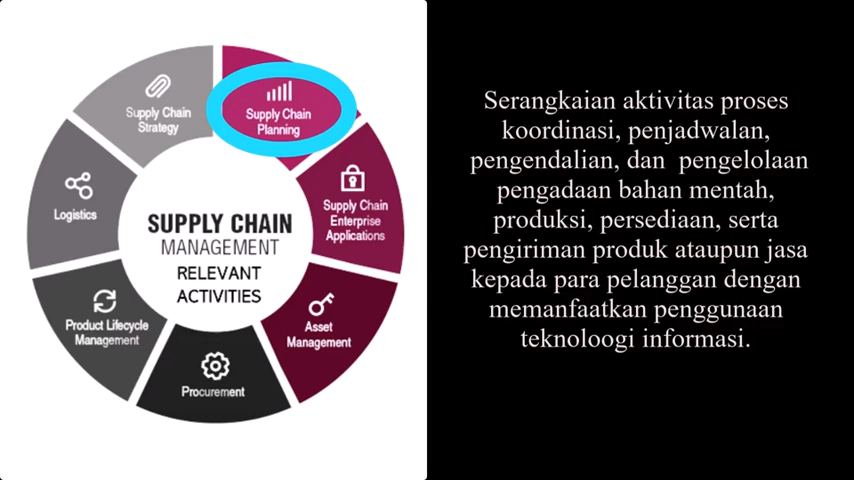 Supply Chain
Strategy
Supply Chain
Planning
Supply Chain
Enterprise
Applications
Asset
Management
Procurement
Product Lifecycle
Management
Logistics
SUPPLY CHAIN
MANAGEMENT
RELEVANT
ACTIVITIES
Serangkaian aktivitas proses
koordinasi, penjadwalan,
pengendalian, dan pengelolaan
pengadaan bahan mentah,
produksi, persediaan, serta
pengiriman produk ataupun jasa
kepada para pelanggan dengan
memanfaatkan penggunaan
teknoloogi informasi.